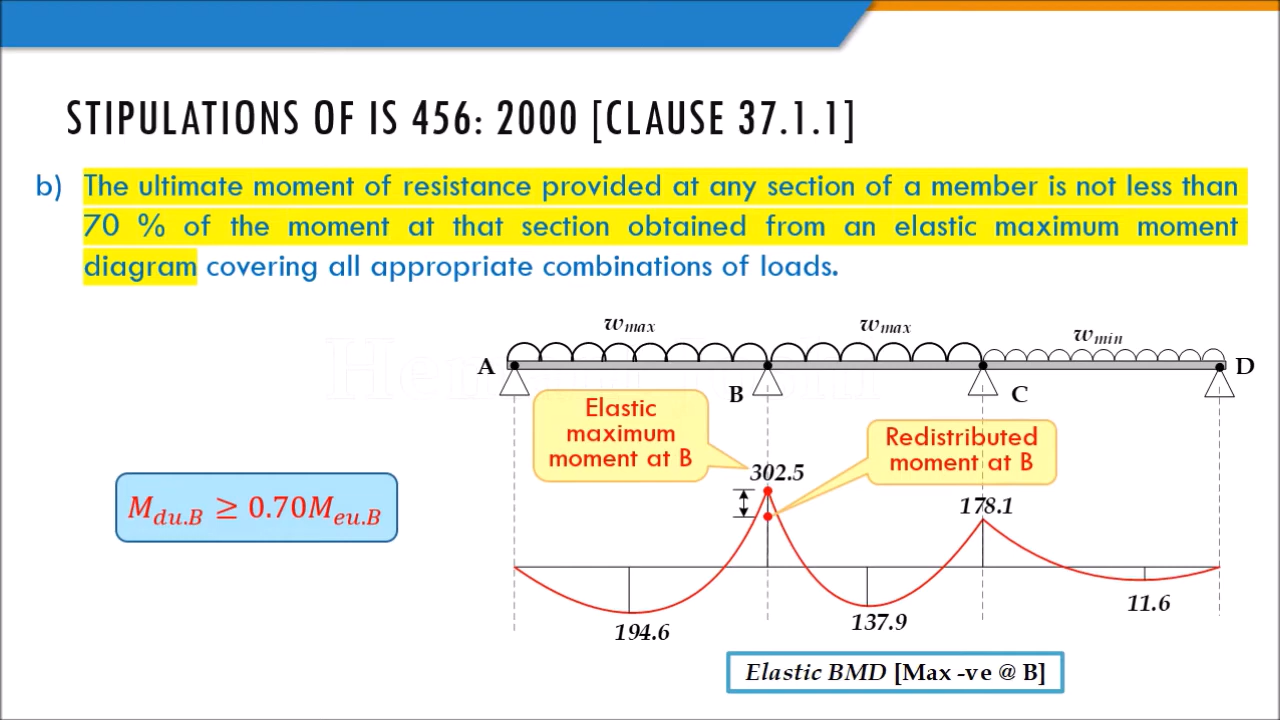 STIPULATIONS OF IS 456: 2000 [CLAUSE 37.1.1]
b) The ultimate moment of resistance provided at any section of a member is not less than
70 % of the moment at that section obtained from an elastic maximum moment
diagram covering all appropriate combinations of loads.
w_max w_max w_min
A B C D
Elastic
maximum
moment at B
Redistributed
moment at B
302.5
178.1
M_du.B ≥ 0.70M_eu.B
194.6 137.9 11.6
Elastic BMD [Max -ve @ B]